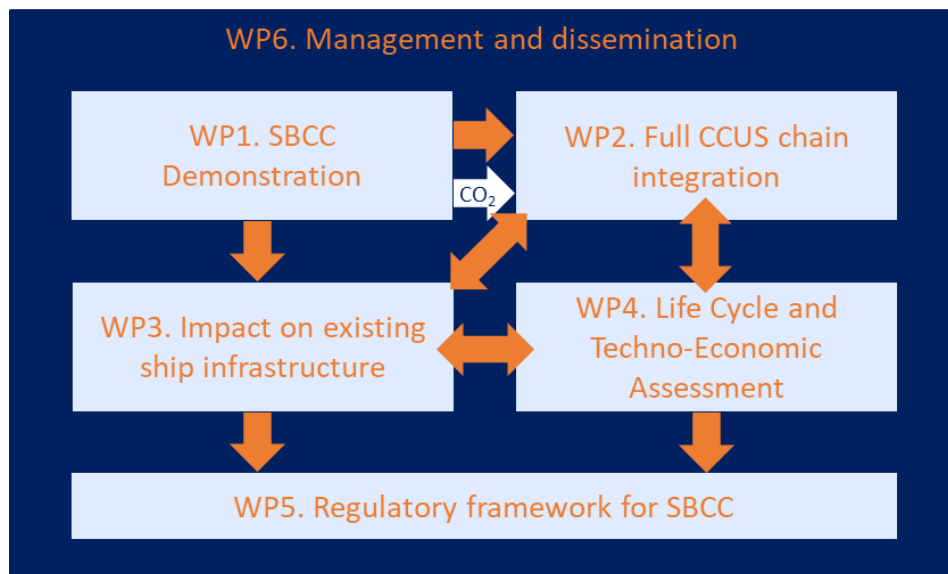 WP6. Management and dissemination
WP1. SBCC
Demonstration
WP2. Full CCUS chain
integration
CO₂
WP3. Impact on existing
ship infrastructure
WP4. Life Cycle and
Techno-Economic
Assessment
WP5. Regulatory framework for SBCC